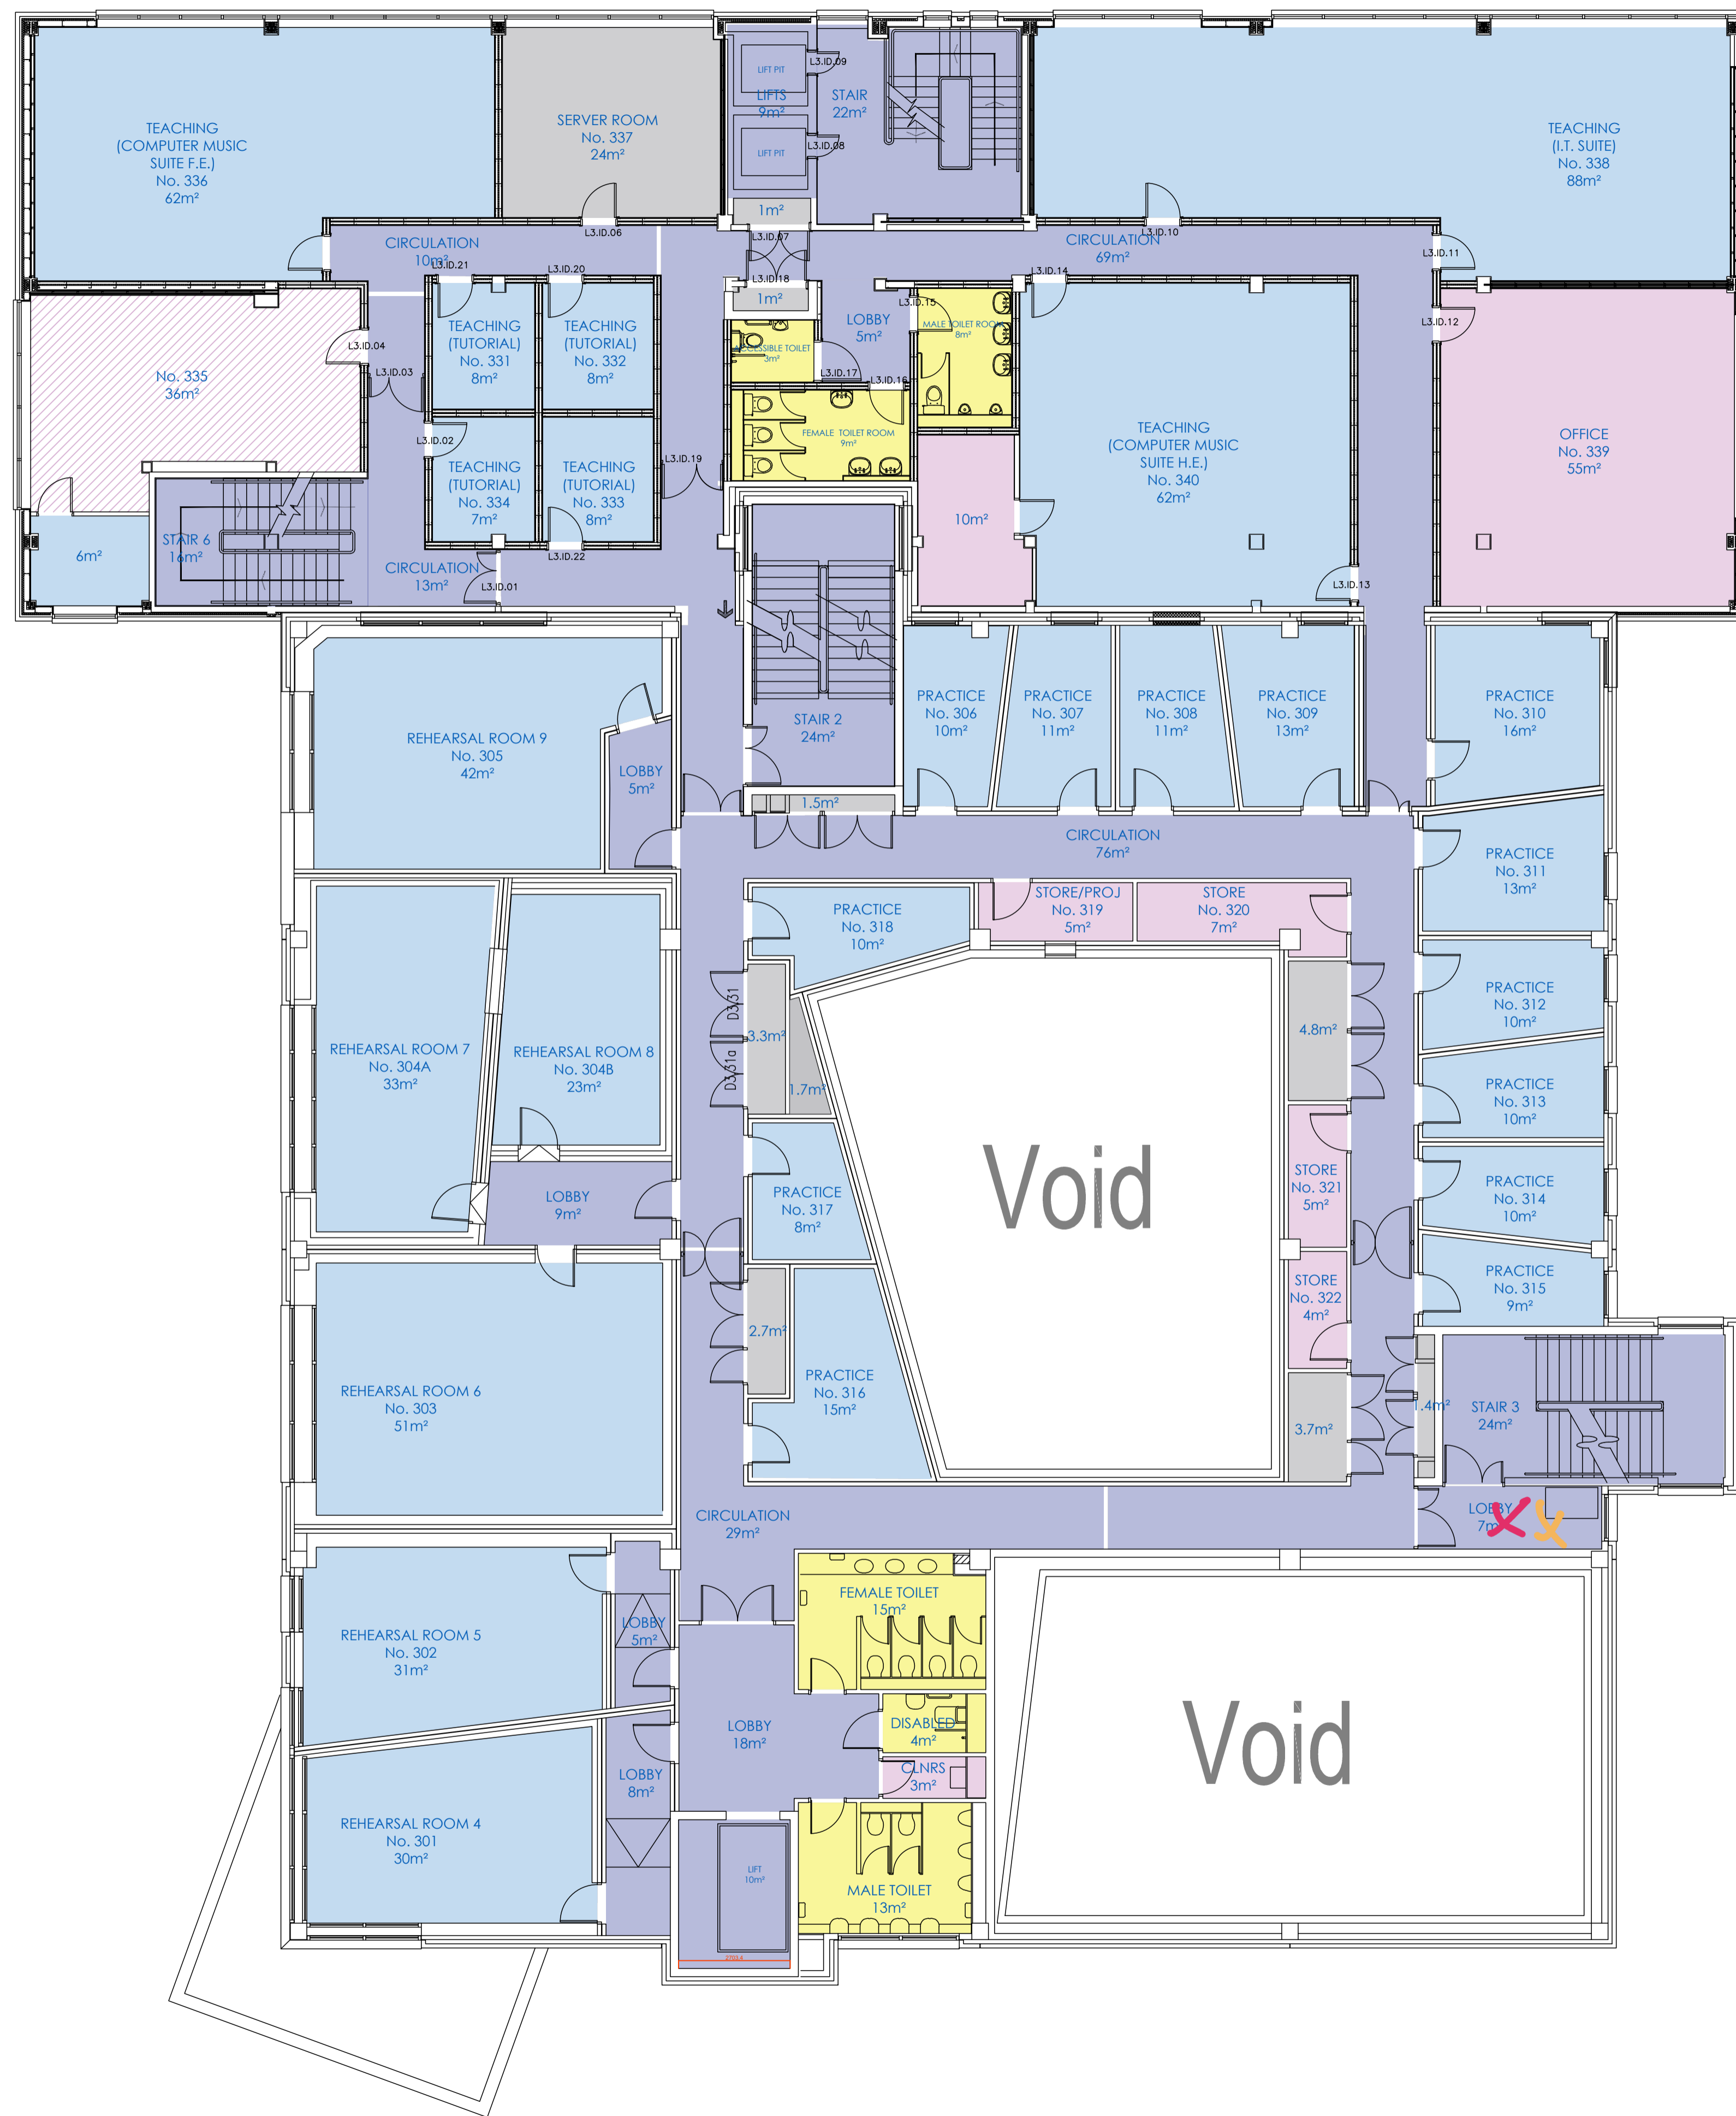 TEACHING
(COMPUTER MUSIC
SUITE F.E.)
No. 336
62m²
SERVER ROOM
No. 337
24m²
LIFT PIT
L3.ID.09
LIFTS
9m²
STAIR
22m²
LIFT PIT
L3.ID.08
1m²
TEACHING
(I.T. SUITE)
No. 338
88m²
L3.ID.06
L3.ID.07
L3.ID.10
CIRCULATION
10m²
CIRCULATION
69m²
L3.ID.11
L3.ID.21
L3.ID.20
L3.ID.18
L3.ID.14
1m²
L3.ID.15
L3.ID.12
No. 335
36m²
L3.ID.04
L3.ID.03
TEACHING
(TUTORIAL)
No. 331
8m²
TEACHING
(TUTORIAL)
No. 332
8m²
LOBBY
5m²
MALE TOILET ROOM
8m²
ACCESSIBLE TOILET
3m²
L3.ID.17
L3.ID.16
FEMALE TOILET ROOM
9m²
L3.ID.02
L3.ID.19
TEACHING
(TUTORIAL)
No. 334
7m²
TEACHING
(TUTORIAL)
No. 333
8m²
10m²
TEACHING
(COMPUTER MUSIC
SUITE H.E.)
No. 340
62m²
OFFICE
No. 339
55m²
6m²
STAIR 6
16m²
CIRCULATION
13m²
L3.ID.01
L3.ID.22
L3.ID.13
REHEARSAL ROOM 9
No. 305
42m²
LOBBY
5m²
STAIR 2
24m²
1.5m²
PRACTICE
No. 306
10m²
PRACTICE
No. 307
11m²
PRACTICE
No. 308
11m²
PRACTICE
No. 309
13m²
PRACTICE
No. 310
16m²
CIRCULATION
76m²
PRACTICE
No. 311
13m²
PRACTICE
No. 318
10m²
STORE/PROJ
No. 319
5m²
STORE
No. 320
7m²
D3/31
D3/31a
3.3m²
1.7m²
4.8m²
PRACTICE
No. 312
10m²
REHEARSAL ROOM 7
No. 304A
33m²
REHEARSAL ROOM 8
No. 304B
23m²
PRACTICE
No. 313
10m²
LOBBY
9m²
PRACTICE
No. 317
8m²
Void
STORE
No. 321
5m²
PRACTICE
No. 314
10m²
STORE
No. 322
4m²
PRACTICE
No. 315
9m²
2.7m²
REHEARSAL ROOM 6
No. 303
51m²
PRACTICE
No. 316
15m²
3.7m²
1.4m²
STAIR 3
24m²
CIRCULATION
29m²
LOBBY
7m²
REHEARSAL ROOM 5
No. 302
31m²
LOBBY
5m²
FEMALE TOILET
15m²
LOBBY
18m²
DISABLED
4m²
CLNRS
3m²
Void
LOBBY
8m²
REHEARSAL ROOM 4
No. 301
30m²
LIFT
10m²
MALE TOILET
13m²